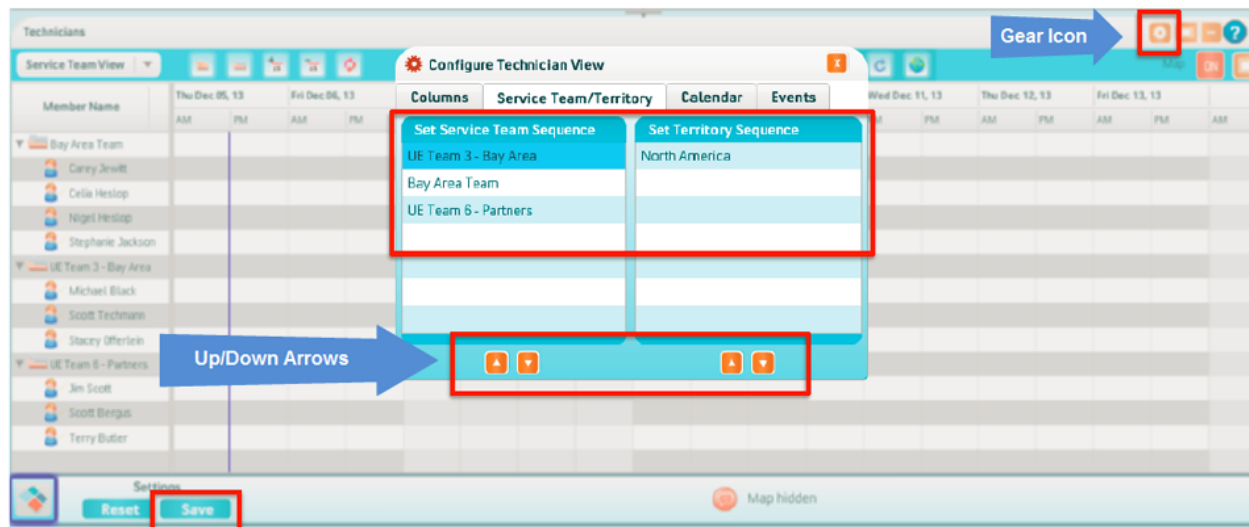 Technicians
Gear Icon
?
Service Team View
Configure Technician View
X
Map
ON
Member Name
Thu Dec 05, 13
Fri Dec 06, 13
Columns
Service Team/Territory
Calendar
Events
Wed Dec 11, 13
Thu Dec 12, 13
Fri Dec 13, 13
AM PM AM PM
AM PM AM PM AM PM AM
Set Service Team Sequence
Set Territory Sequence
Bay Area Team
UE Team 3 - Bay Area
North America
Carey Jewitt
Bay Area Team
Celia Heslop
UE Team 6 - Partners
Nigel Heslop
Stephanie Jackson
UE Team 3 - Bay Area
Michael Black
Scott Techmann
Stacey Offerlein
Up/Down Arrows
UE Team 6 - Partners
Jim Scott
Scott Bergus
Terry Butler
Settings
Reset
Save
Map hidden